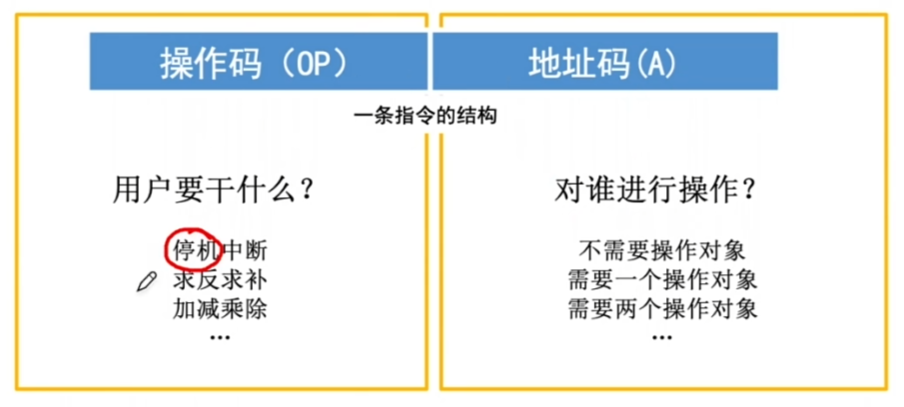 操作码（OP）
地址码(A)
一条指令的结构
用户要干什么？
停机中断
求反求补
加减乘除
...
对谁进行操作？
不需要操作对象
需要一个操作对象
需要两个操作对象
...